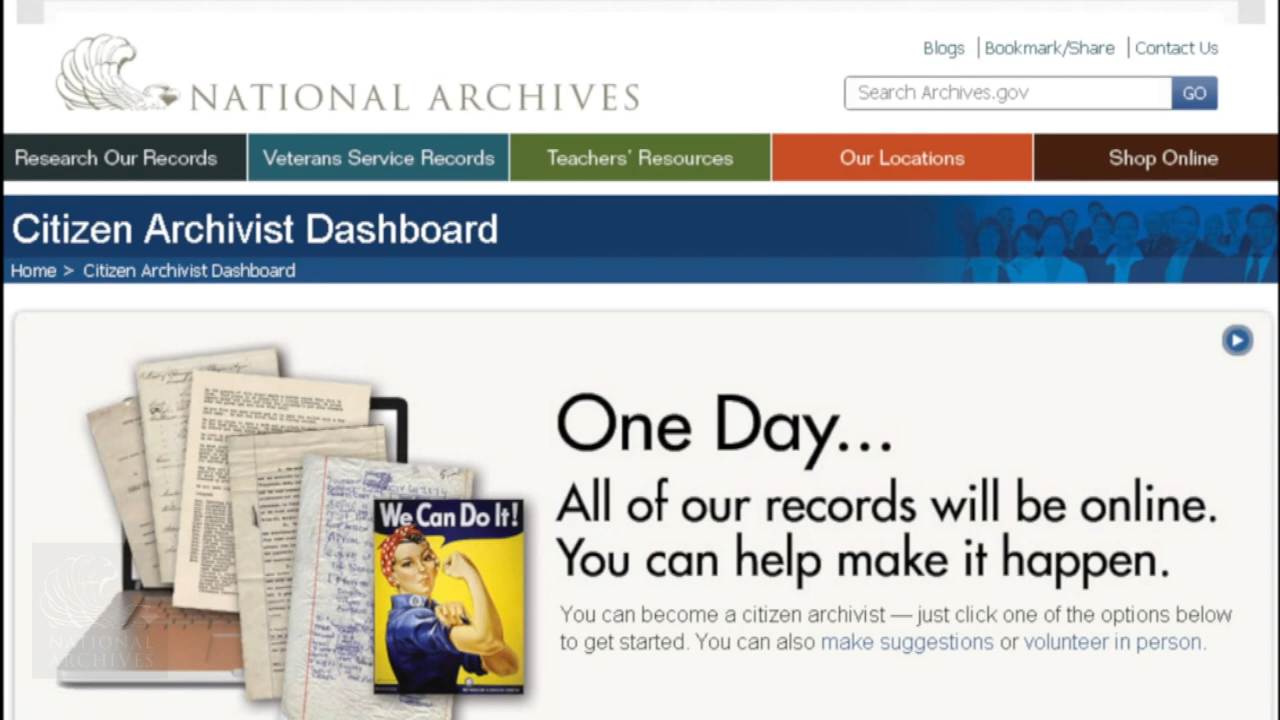 Blogs | Bookmark/Share | Contact Us
NATIONAL ARCHIVES
Search Archives.gov GO
Research Our Records Veterans Service Records Teachers' Resources Our Locations Shop Online
Citizen Archivist Dashboard
Home > Citizen Archivist Dashboard
One Day...
All of our records will be online.
You can help make it happen.
You can become a citizen archivist — just click one of the options below
to get started. You can also make suggestions or volunteer in person.
We Can Do It!
NATIONAL
ARCHIVES